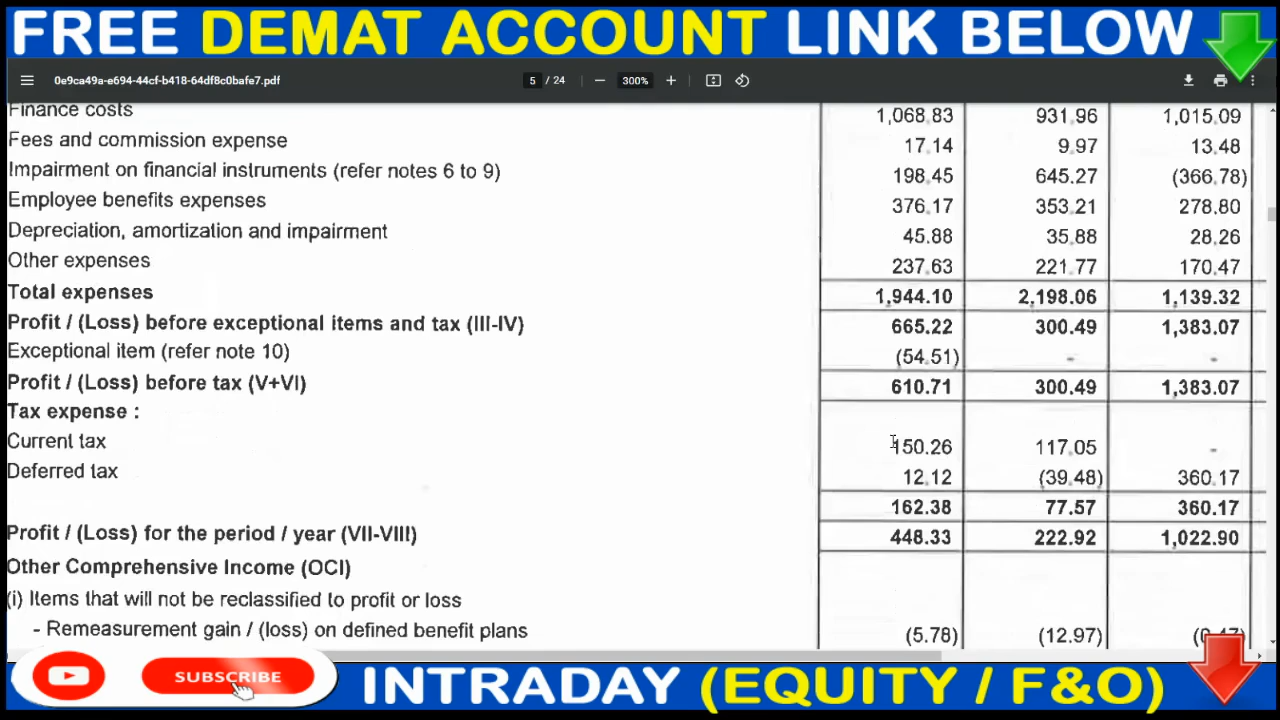 FREE DEMAT ACCOUNT LINK BELOW
0e9ca49a-e694-44cf-b418-64df8c0bafe7.pdf 5 / 24 − 300% +
Finance costs 1,068.83 931.96 1,015.09
Fees and commission expense 17.14 9.97 13.48
Impairment on financial instruments (refer notes 6 to 9) 198.45 645.27 (366.78)
Employee benefits expenses 376.17 353.21 278.80
Depreciation, amortization and impairment 45.88 35.88 28.26
Other expenses 237.63 221.77 170.47
Total expenses 1,944.10 2,198.06 1,139.32
Profit / (Loss) before exceptional items and tax (III-IV) 665.22 300.49 1,383.07
Exceptional item (refer note 10) (54.51) - -
Profit / (Loss) before tax (V+VI) 610.71 300.49 1,383.07
Tax expense :
Current tax 150.26 117.05 -
Deferred tax 12.12 (39.48) 360.17
162.38 77.57 360.17
Profit / (Loss) for the period / year (VII-VIII) 448.33 222.92 1,022.90
Other Comprehensive Income (OCI)
(i) Items that will not be reclassified to profit or loss
- Remeasurement gain / (loss) on defined benefit plans (5.78) (12.97)
SUBSCRIBE
INTRADAY (EQUITY / F&O)